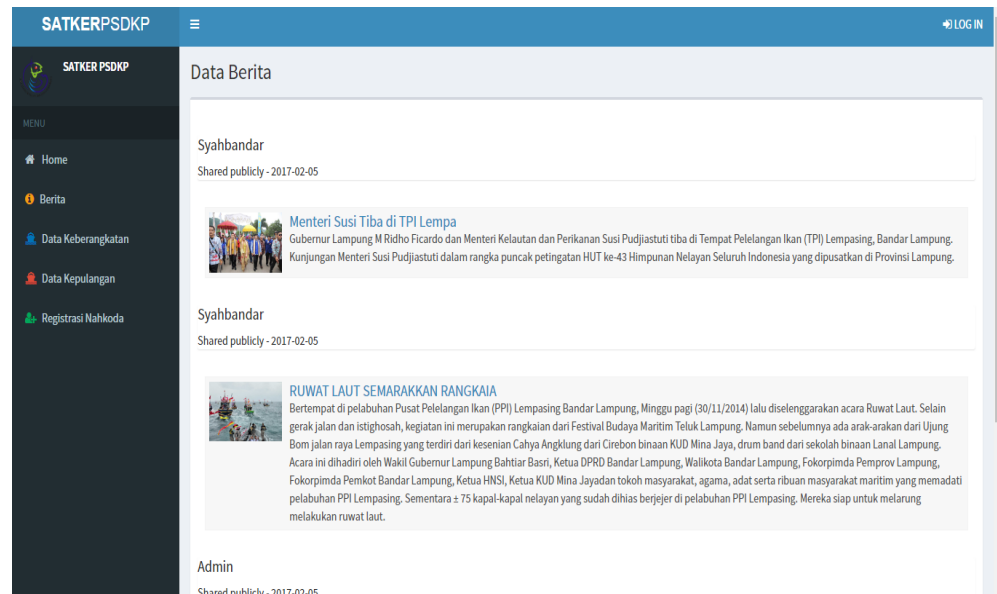 SATKERPSDKP
LOG IN
SATKER PSDKP
MENU
Home
Berita
Data Keberangkatan
Data Kepulangan
Registrasi Nahkoda
Data Berita
Syahbandar
Shared publicly - 2017-02-05
Menteri Susi Tiba di TPI Lempa
Gubernur Lampung M Ridho Ficardo dan Menteri Kelautan dan Perikanan Susi Pudjiastuti tiba di Tempat Pelelangan Ikan (TPI) Lempasing, Bandar Lampung.
Kunjungan Menteri Susi Pudjiastuti dalam rangka puncak petingatan HUT ke-43 Himpunan Nelayan Seluruh Indonesia yang dipusatkan di Provinsi Lampung.
Syahbandar
Shared publicly - 2017-02-05
RUWAT LAUT SEMARAKKAN RANGKAIA
Bertempat di pelabuhan Pusat Pelelangan Ikan (PPI) Lempasing Bandar Lampung, Minggu pagi (30/11/2014) lalu diselenggarakan acara Ruwat Laut. Selain
gerak jalan dan istighosah, kegiatan ini merupakan rangkaian dari Festival Budaya Maritim Teluk Lampung. Namun sebelumnya ada arak-arakan dari Ujung
Bom jalan raya Lempasing yang terdiri dari kesenian Cahya Angklung dari Cirebon binaan KUD Mina Jaya, drum band dari sekolah binaan Lanal Lampung.
Acara ini dihadiri oleh Wakil Gubernur Lampung Bahtiar Basri, Ketua DPRD Bandar Lampung, Walikota Bandar Lampung, Fokorpimda Pemprov Lampung,
Fokorpimda Pemkot Bandar Lampung, Ketua HNSI, Ketua KUD Mina Jayadan tokoh masyarakat, agama, adat serta ribuan masyarakat maritim yang memadati
pelabuhan PPI Lempasing. Sementara ± 75 kapal-kapal nelayan yang sudah dihias berjejer di pelabuhan PPI Lempasing. Mereka siap untuk melarung
melakukan ruwat laut.
Admin
Shared publicly - 2017-02-05